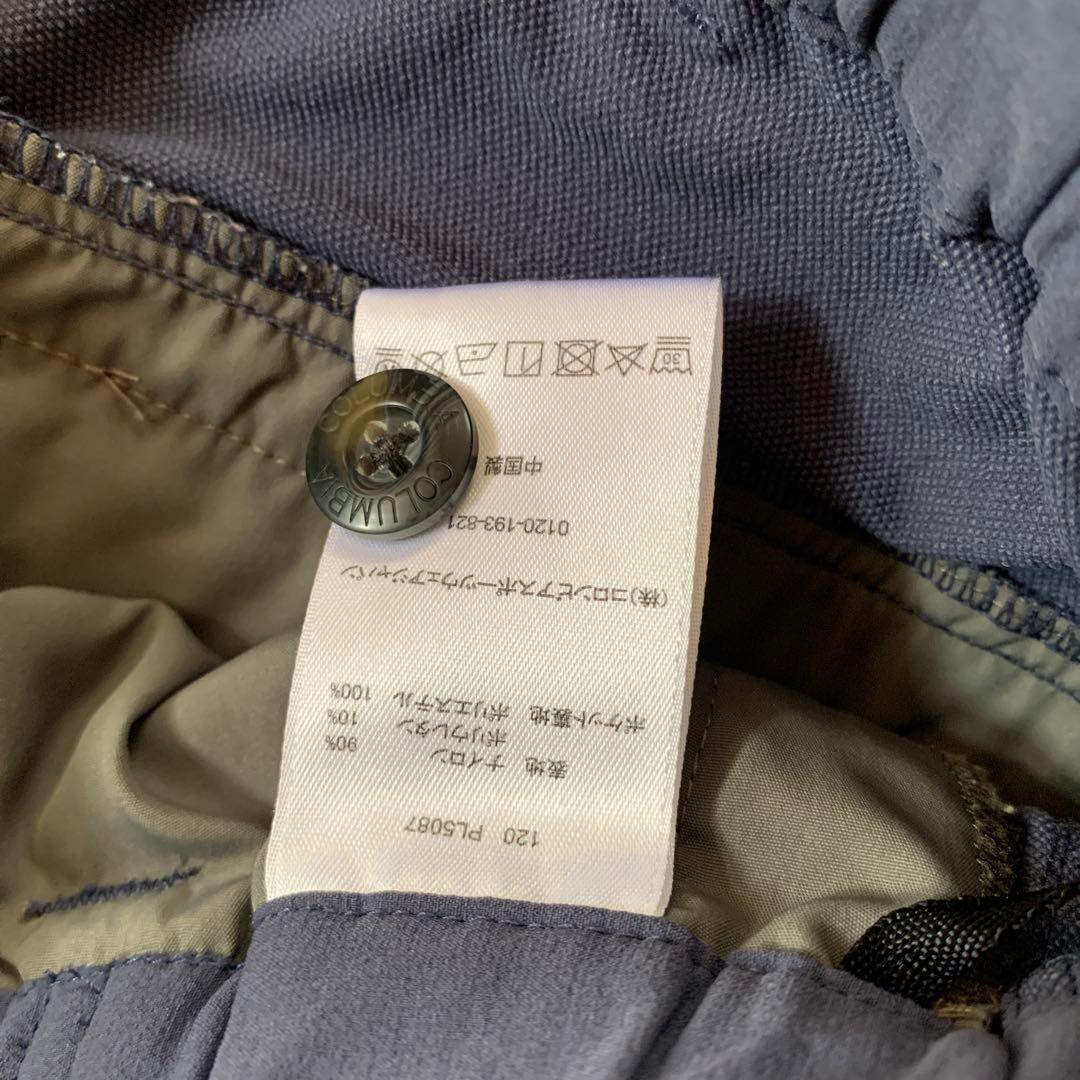 120 PL5087
表地 ナイロン 90%
ポリウレタン 10%
ポケット裏地 ポリエステル 100%
(株)コロンビアスポーツウェアジャパン
0120-193-821
中国製
30
COLUMBIA
COLUMBIA